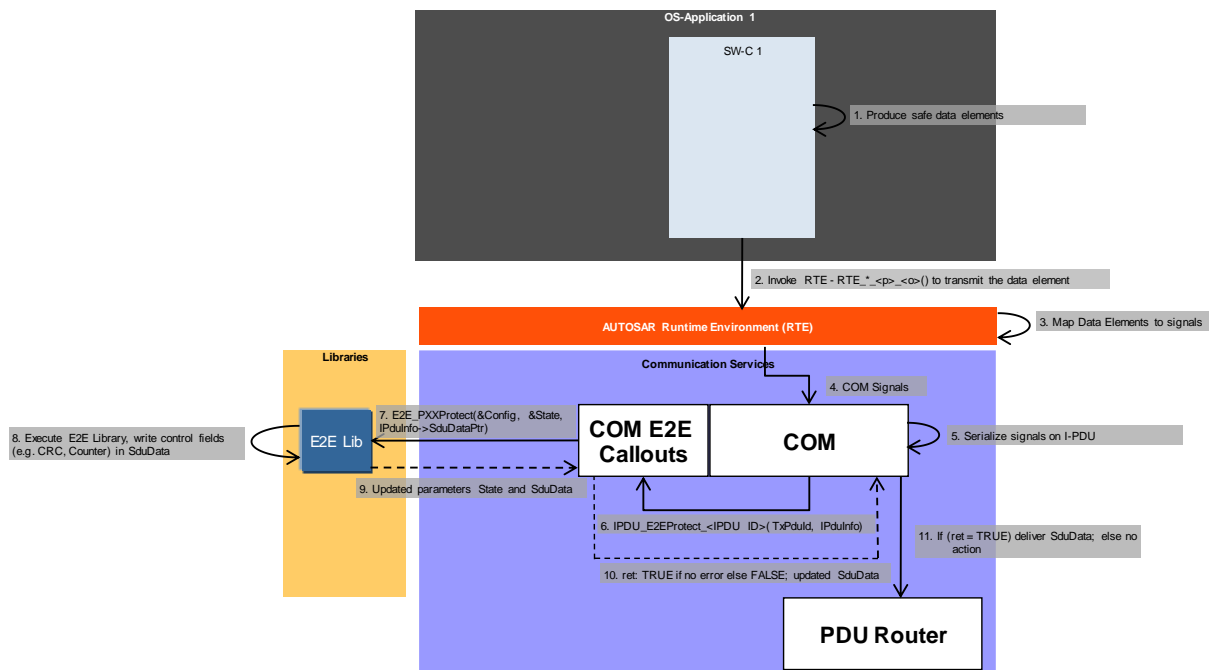 OS-Application 1
SW-C 1
1. Produce safe data elements
2. Invoke RTE - RTE_*_<p>_<o>() to transmit the data element
AUTOSAR Runtime Environment (RTE)
3. Map Data Elements to signals
Libraries
Communication Services
4. COM Signals
7. E2E_PXXProtect(&Config, &State,
IPduInfo->SduDataPtr)
8. Execute E2E Library, write control fields
(e.g. CRC, Counter) in SduData
E2E Lib
COM E2E
Callouts
COM
5. Serialize signals on I-PDU
9. Updated parameters State and SduData
6. IPDU_E2EProtect_<IPDU ID>( TxPduId, IPduInfo)
11. If (ret = TRUE) deliver SduData; else no
action
10. ret: TRUE if no error else FALSE; updated SduData
PDU Router